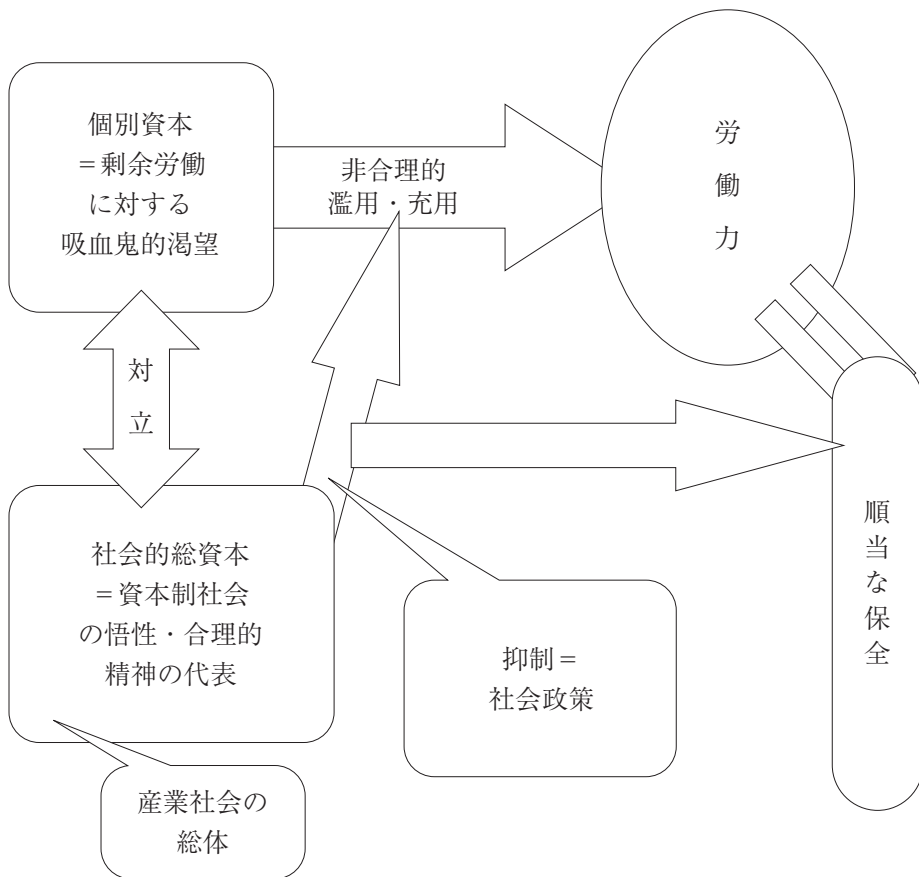 個別資本
＝剰余労働
に対する
吸血鬼的渇望
非合理的
濫用・充用
労働力
対立
社会的総資本
＝資本制社会
の悟性・合理的
精神の代表
抑制＝
社会政策
順当な保全
産業社会の
総体